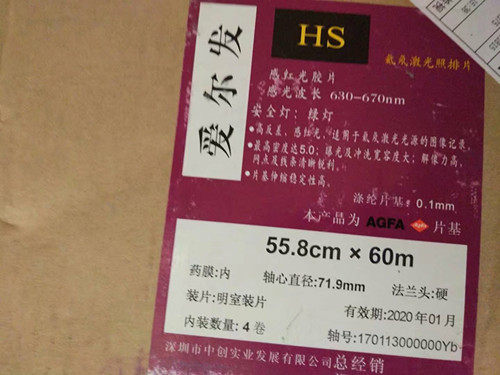 爱尔发
HS
氦氖激光照排片
感红光胶片
感光波长 630-670nm
安全灯：绿灯
●高反差、感红光，适用于氦氖激光光源的图像记录。
●最高密度达5.0；曝光及冲洗宽容度大；解像力高，
网点及线条清晰锐利。
●片基伸缩稳定性高。
涤纶片基：0.1mm
本产品为 AGFA 片基
55.8cm × 60m
药膜:内 轴心直径:71.9mm 法兰头:硬
装片:明室装片 有效期:2020年01月
内装数量: 4 卷 轴号:170113000000Yb
深圳市中创实业发展有限公司总经销